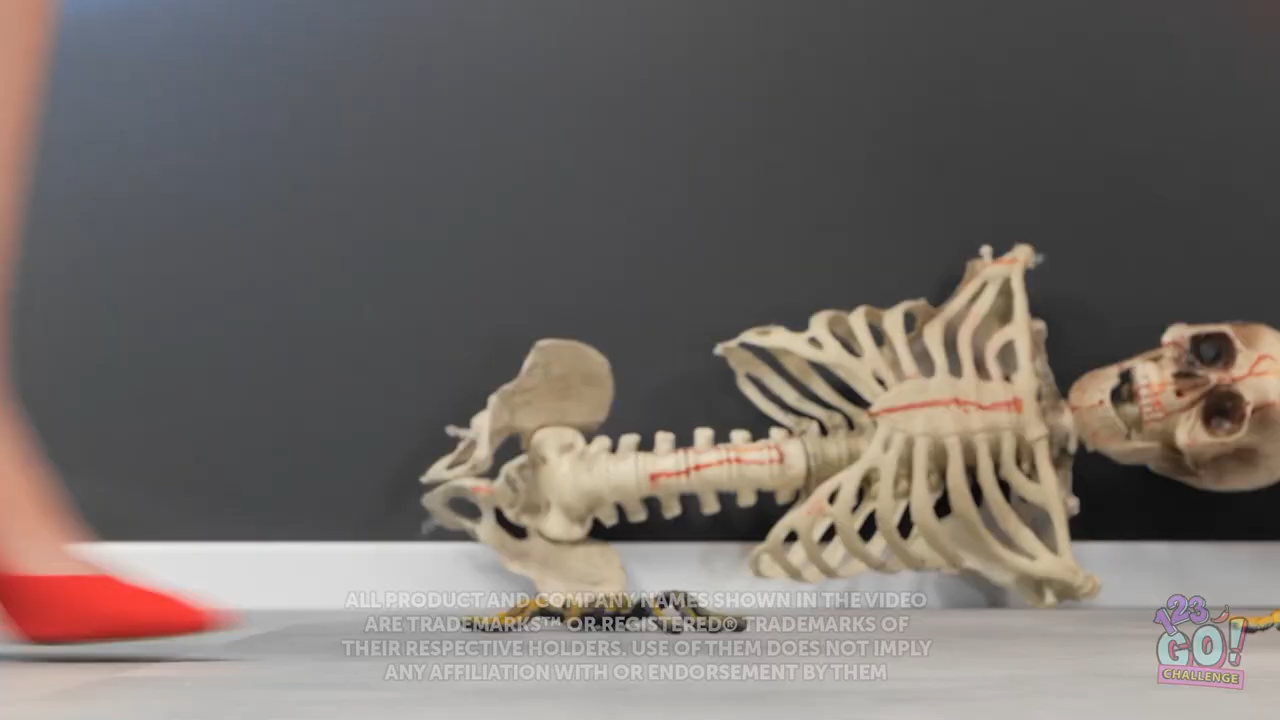 ALL PRODUCT AND COMPANY NAMES SHOWN IN THE VIDEO
ARE TRADEMARKS™ OR REGISTERED® TRADEMARKS OF
THEIR RESPECTIVE HOLDERS. USE OF THEM DOES NOT IMPLY
ANY AFFILIATION WITH OR ENDORSEMENT BY THEM
123
GO!
CHALLENGE